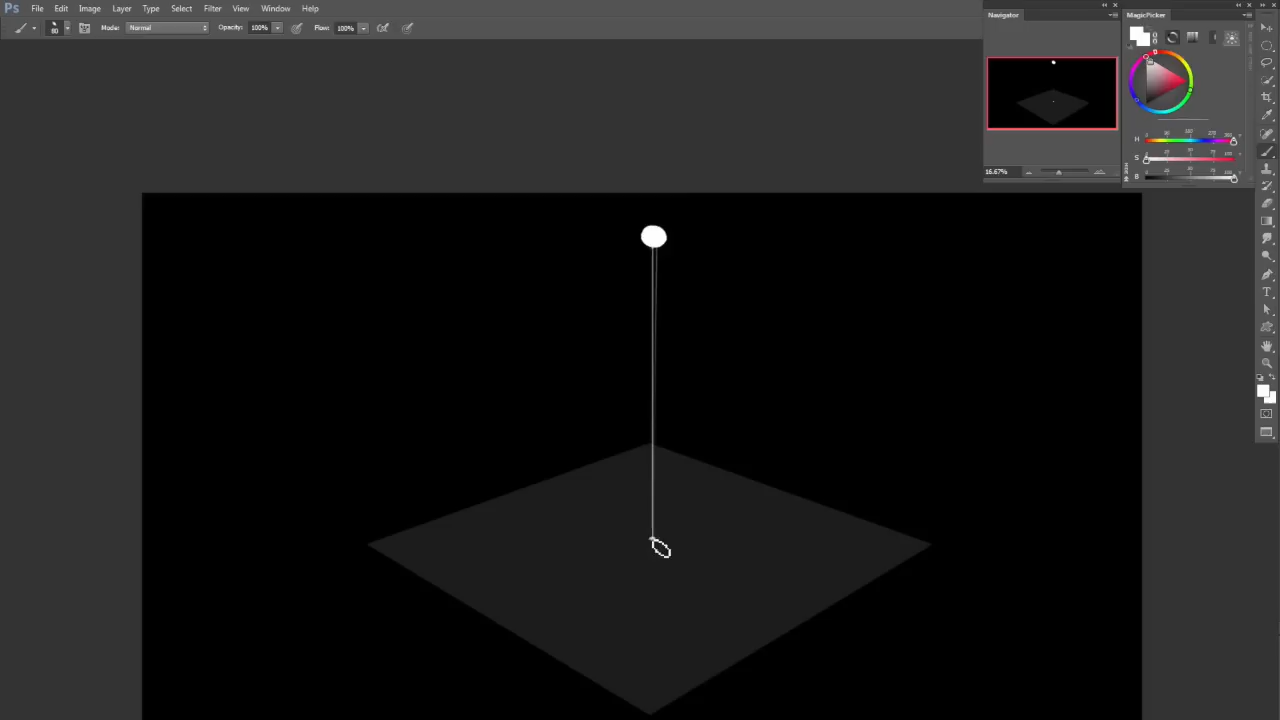 Ps File Edit Image Layer Type Select Filter View Window Help
80 Mode: Normal Opacity: 100% Flow: 100%
Navigator
16.67%
MagicPicker
H
S
B